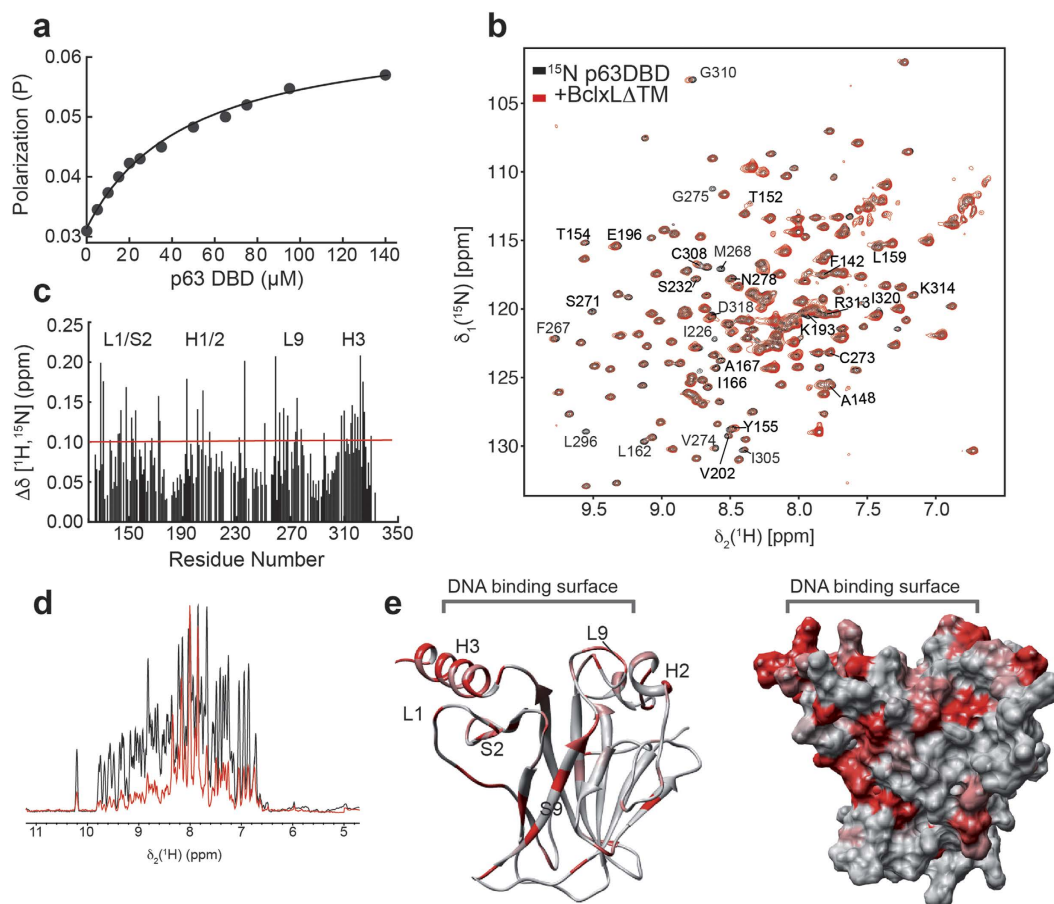 a
Polarization (P)
0.06
0.05
0.04
0.03
0 20 40 60 80 100 120 140
p63 DBD (µM)
b
¹⁵N p63DBD
+BclxLΔTM
G310
G275
T152
T154
E196
C308
M268
F142
L159
S232
N278
K314
S271
D318
R313
I320
F267
I226
K193
A167
C273
I166
A148
L296
L162
V274
Y155
V202
I305
δ₁(¹⁵N) [ppm]
105
110
115
120
125
130
9.5 9.0 8.5 8.0 7.5 7.0
δ₂(¹H) [ppm]
c
Δδ [¹H,¹⁵N] (ppm)
0.25
0.20
0.15
0.10
0.05
0.00
L1/S2 H1/2 L9 H3
150 190 230 270 310 350
Residue Number
d
11 10 9 8 7 6 5
δ₂(¹H) (ppm)
e
DNA binding surface
H3
L9
H2
L1
S2
S9
DNA binding surface